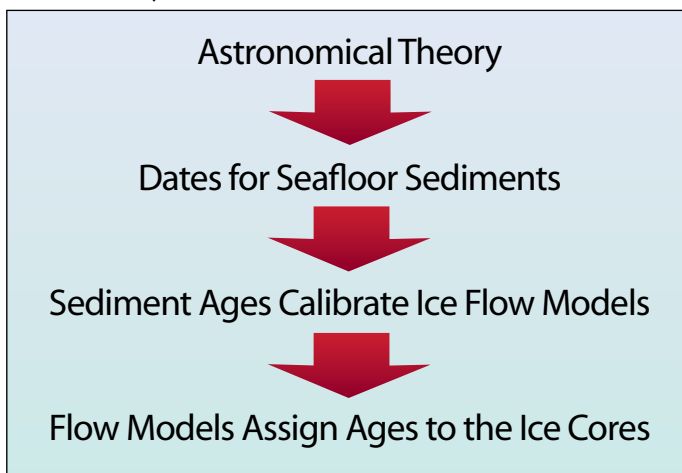 Astronomical Theory
Dates for Seafloor Sediments
Sediment Ages Calibrate Ice Flow Models
Flow Models Assign Ages to the Ice Cores